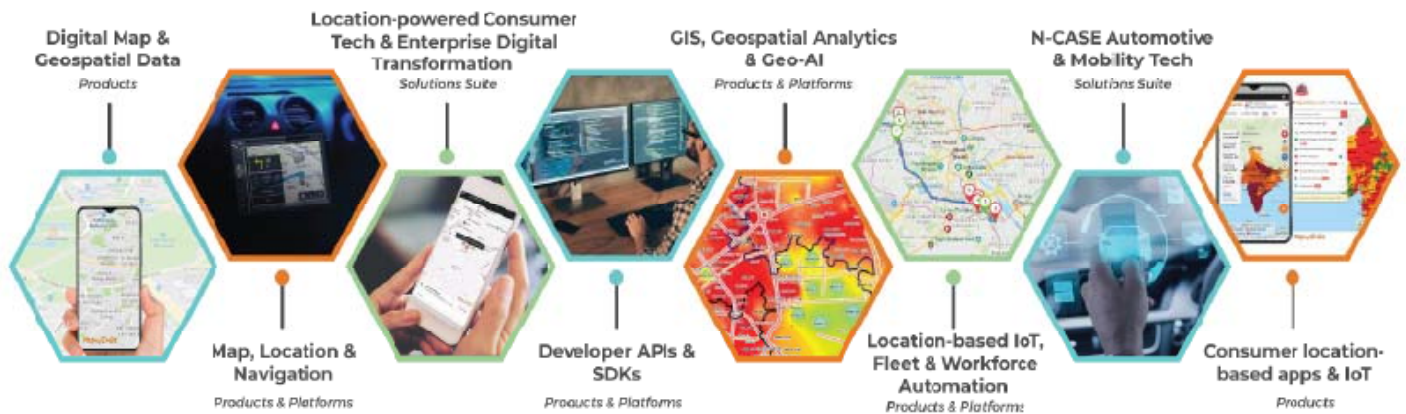 Digital Map &
Geospatial Data
Products
Map, Location &
Navigation
Products & Platforms
Location-powered Consumer
Tech & Enterprise Digital
Transformation
Solutions Suite
Developer APIs &
SDKs
Products & Platforms
GIS, Geospatial Analytics
& Geo-AI
Products & Platforms
Location-based IoT,
Fleet & Workforce
Automation
Products & Platforms
N-CASE Automotive
& Mobility Tech
Solutions Suite
Consumer location-
based apps & IoT
Products